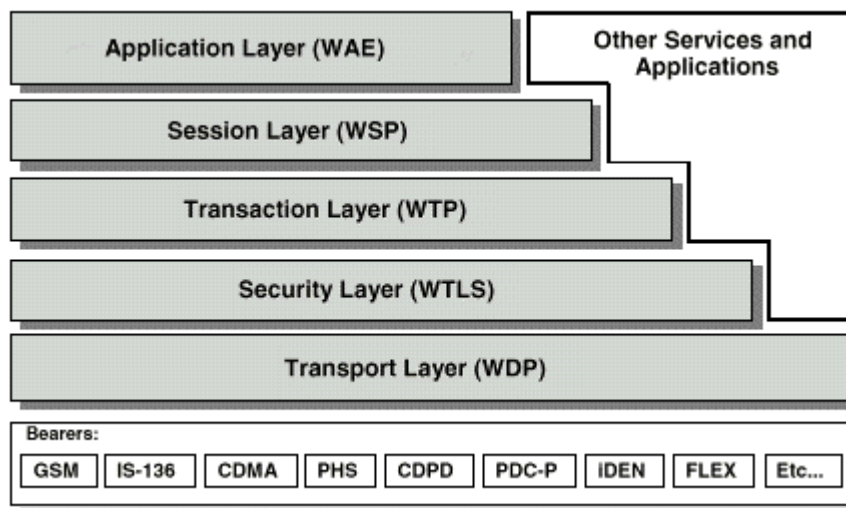 Application Layer (WAE)
Other Services and
Applications
Session Layer (WSP)
Transaction Layer (WTP)
Security Layer (WTLS)
Transport Layer (WDP)
Bearers:
GSM IS-136 CDMA PHS CDPD PDC-P iDEN FLEX Etc...